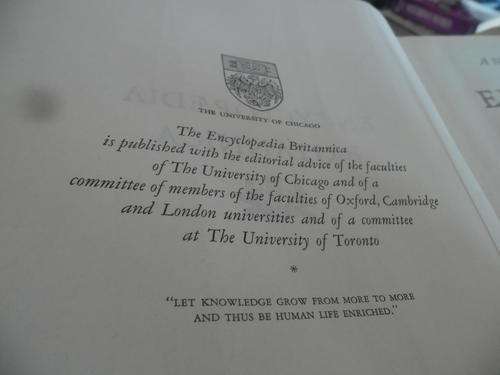 THE UNIVERSITY OF CHICAGO
The Encyclopædia Britannica
is published with the editorial advice of the faculties
of The University of Chicago and of a
committee of members of the faculties of Oxford, Cambridge
and London universities and of a committee
at The University of Toronto
*
"LET KNOWLEDGE GROW FROM MORE TO MORE
AND THUS BE HUMAN LIFE ENRICHED."